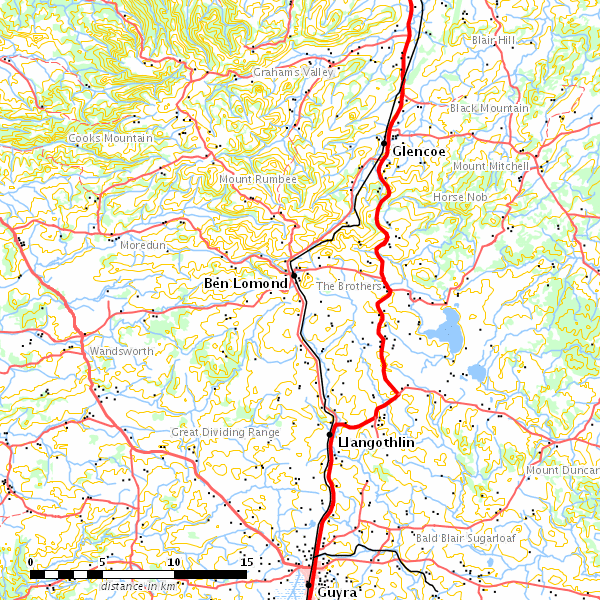 Blair Hill
Grahams Valley
Black Mountain
Cooks Mountain
Glencoe
Mount Mitchell
Mount Rumbee
Horse Nob
Moredun
Ben Lomond
The Brothers
Wandsworth
Great Dividing Range
Llangothlin
Mount Duncan
Bald Blair Sugarloaf
0 5 10 15
distance in km
Guyra